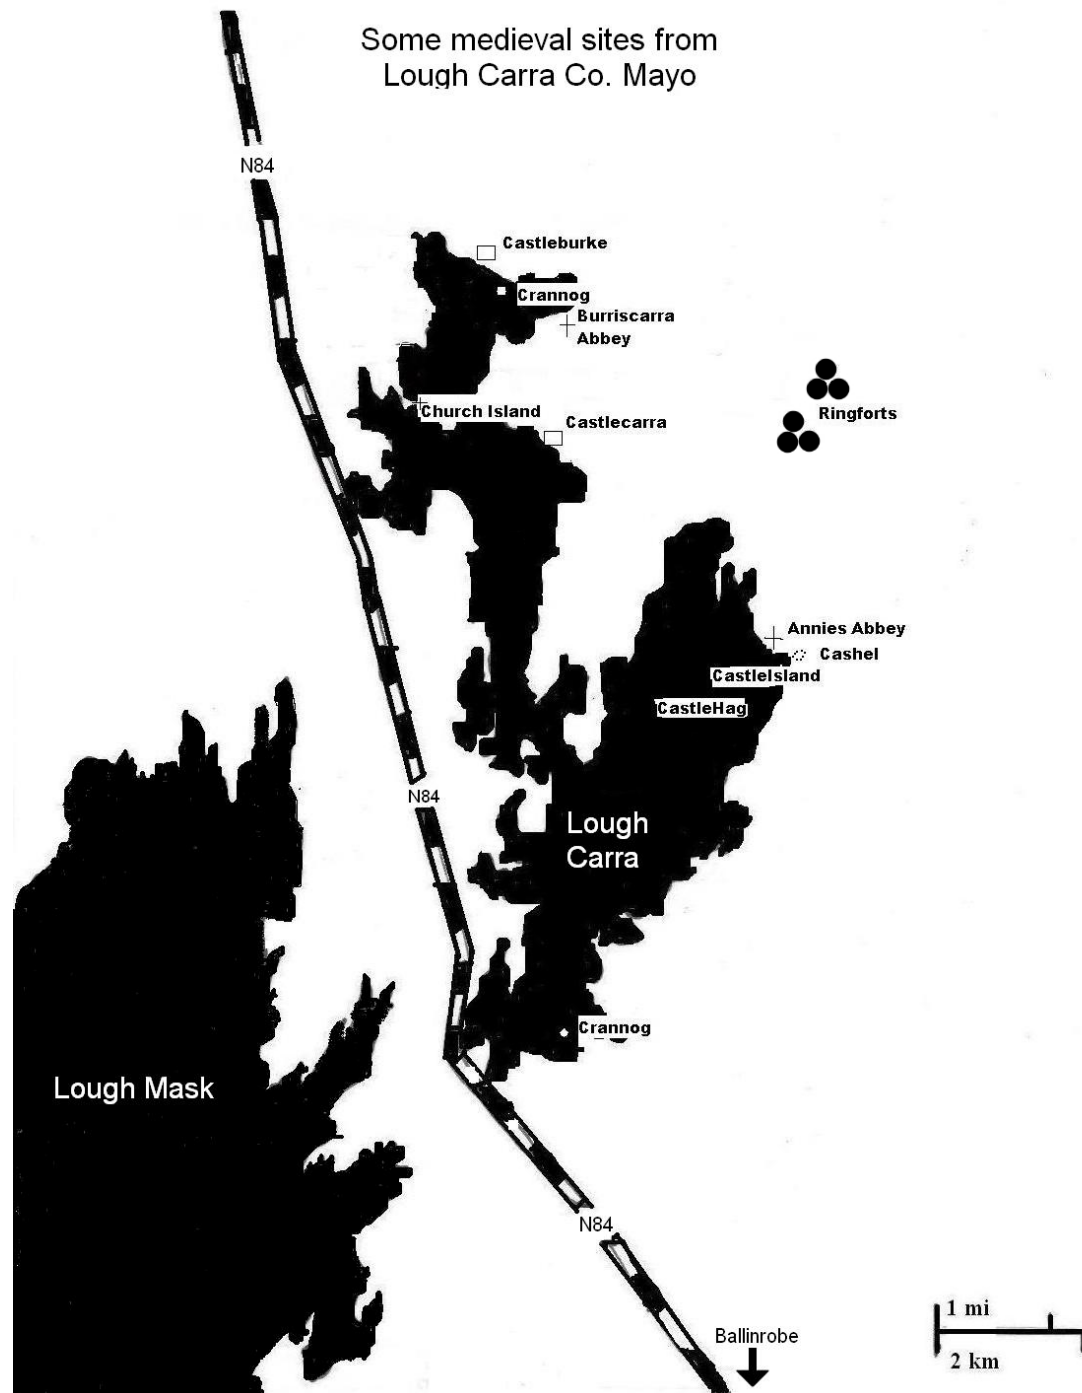 Some medieval sites from
Lough Carra Co. Mayo
N84
Castleburke
Crannog
Burriscarra
Abbey
Church Island
Castlecarra
Ringforts
Annies Abbey
Cashel
CastleIsland
CastleHag
N84
Lough
Carra
Crannog
Lough Mask
N84
Ballinrobe
1 mi
2 km